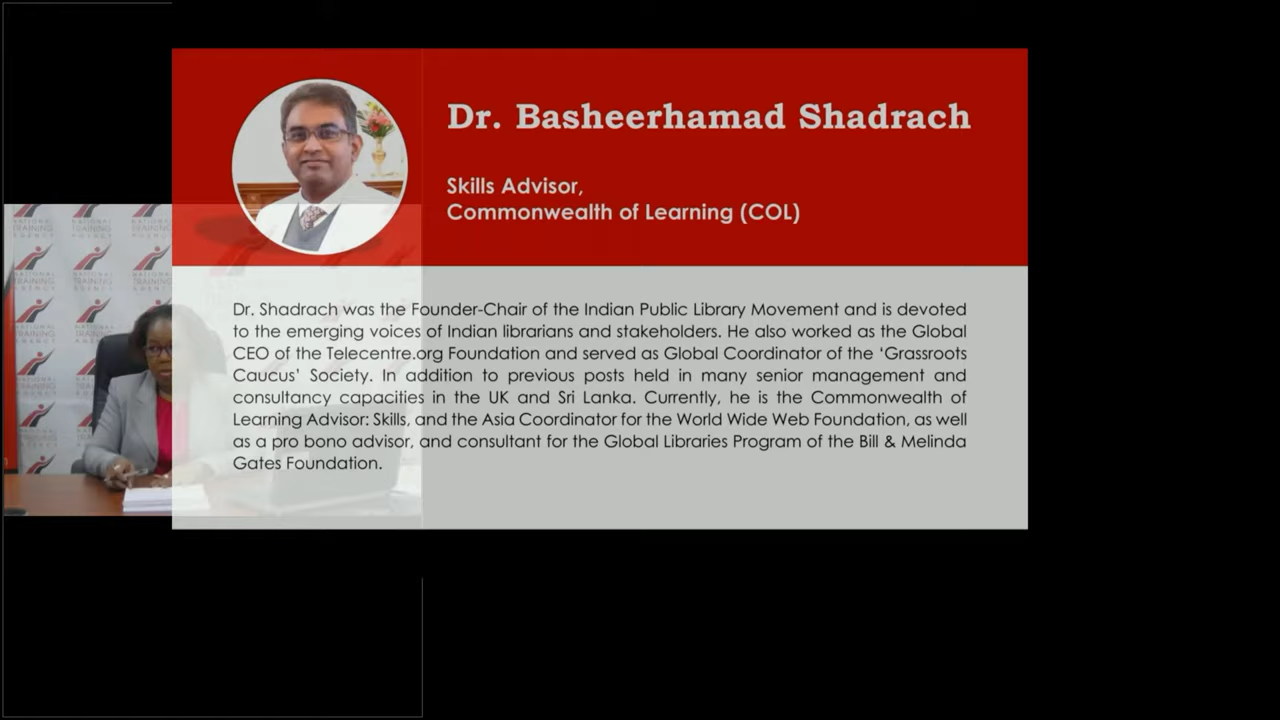 Dr. Basheerhamad Shadrach
Skills Advisor,
Commonwealth of Learning (COL)
Dr. Shadrach was the Founder-Chair of the Indian Public Library Movement and is devoted
to the emerging voices of Indian librarians and stakeholders. He also worked as the Global
CEO of the Telecentre.org Foundation and served as Global Coordinator of the ‘Grassroots
Caucus’ Society. In addition to previous posts held in many senior management and
consultancy capacities in the UK and Sri Lanka. Currently, he is the Commonwealth of
Learning Advisor: Skills, and the Asia Coordinator for the World Wide Web Foundation, as well
as a pro bono advisor, and consultant for the Global Libraries Program of the Bill & Melinda
Gates Foundation.
NATIONAL
TRAINING
AGENCY